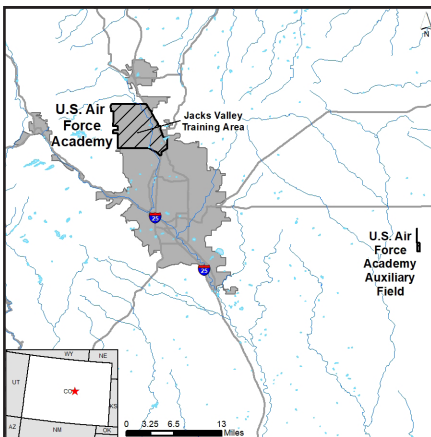 N
U.S. Air
Force
Academy
Jacks Valley
Training Area
25
25
U.S. Air
Force
Academy
Auxiliary
Field
WY
NE
UT
CO
KS
AZ
NM
OK
0 3.25 6.5 13
Miles